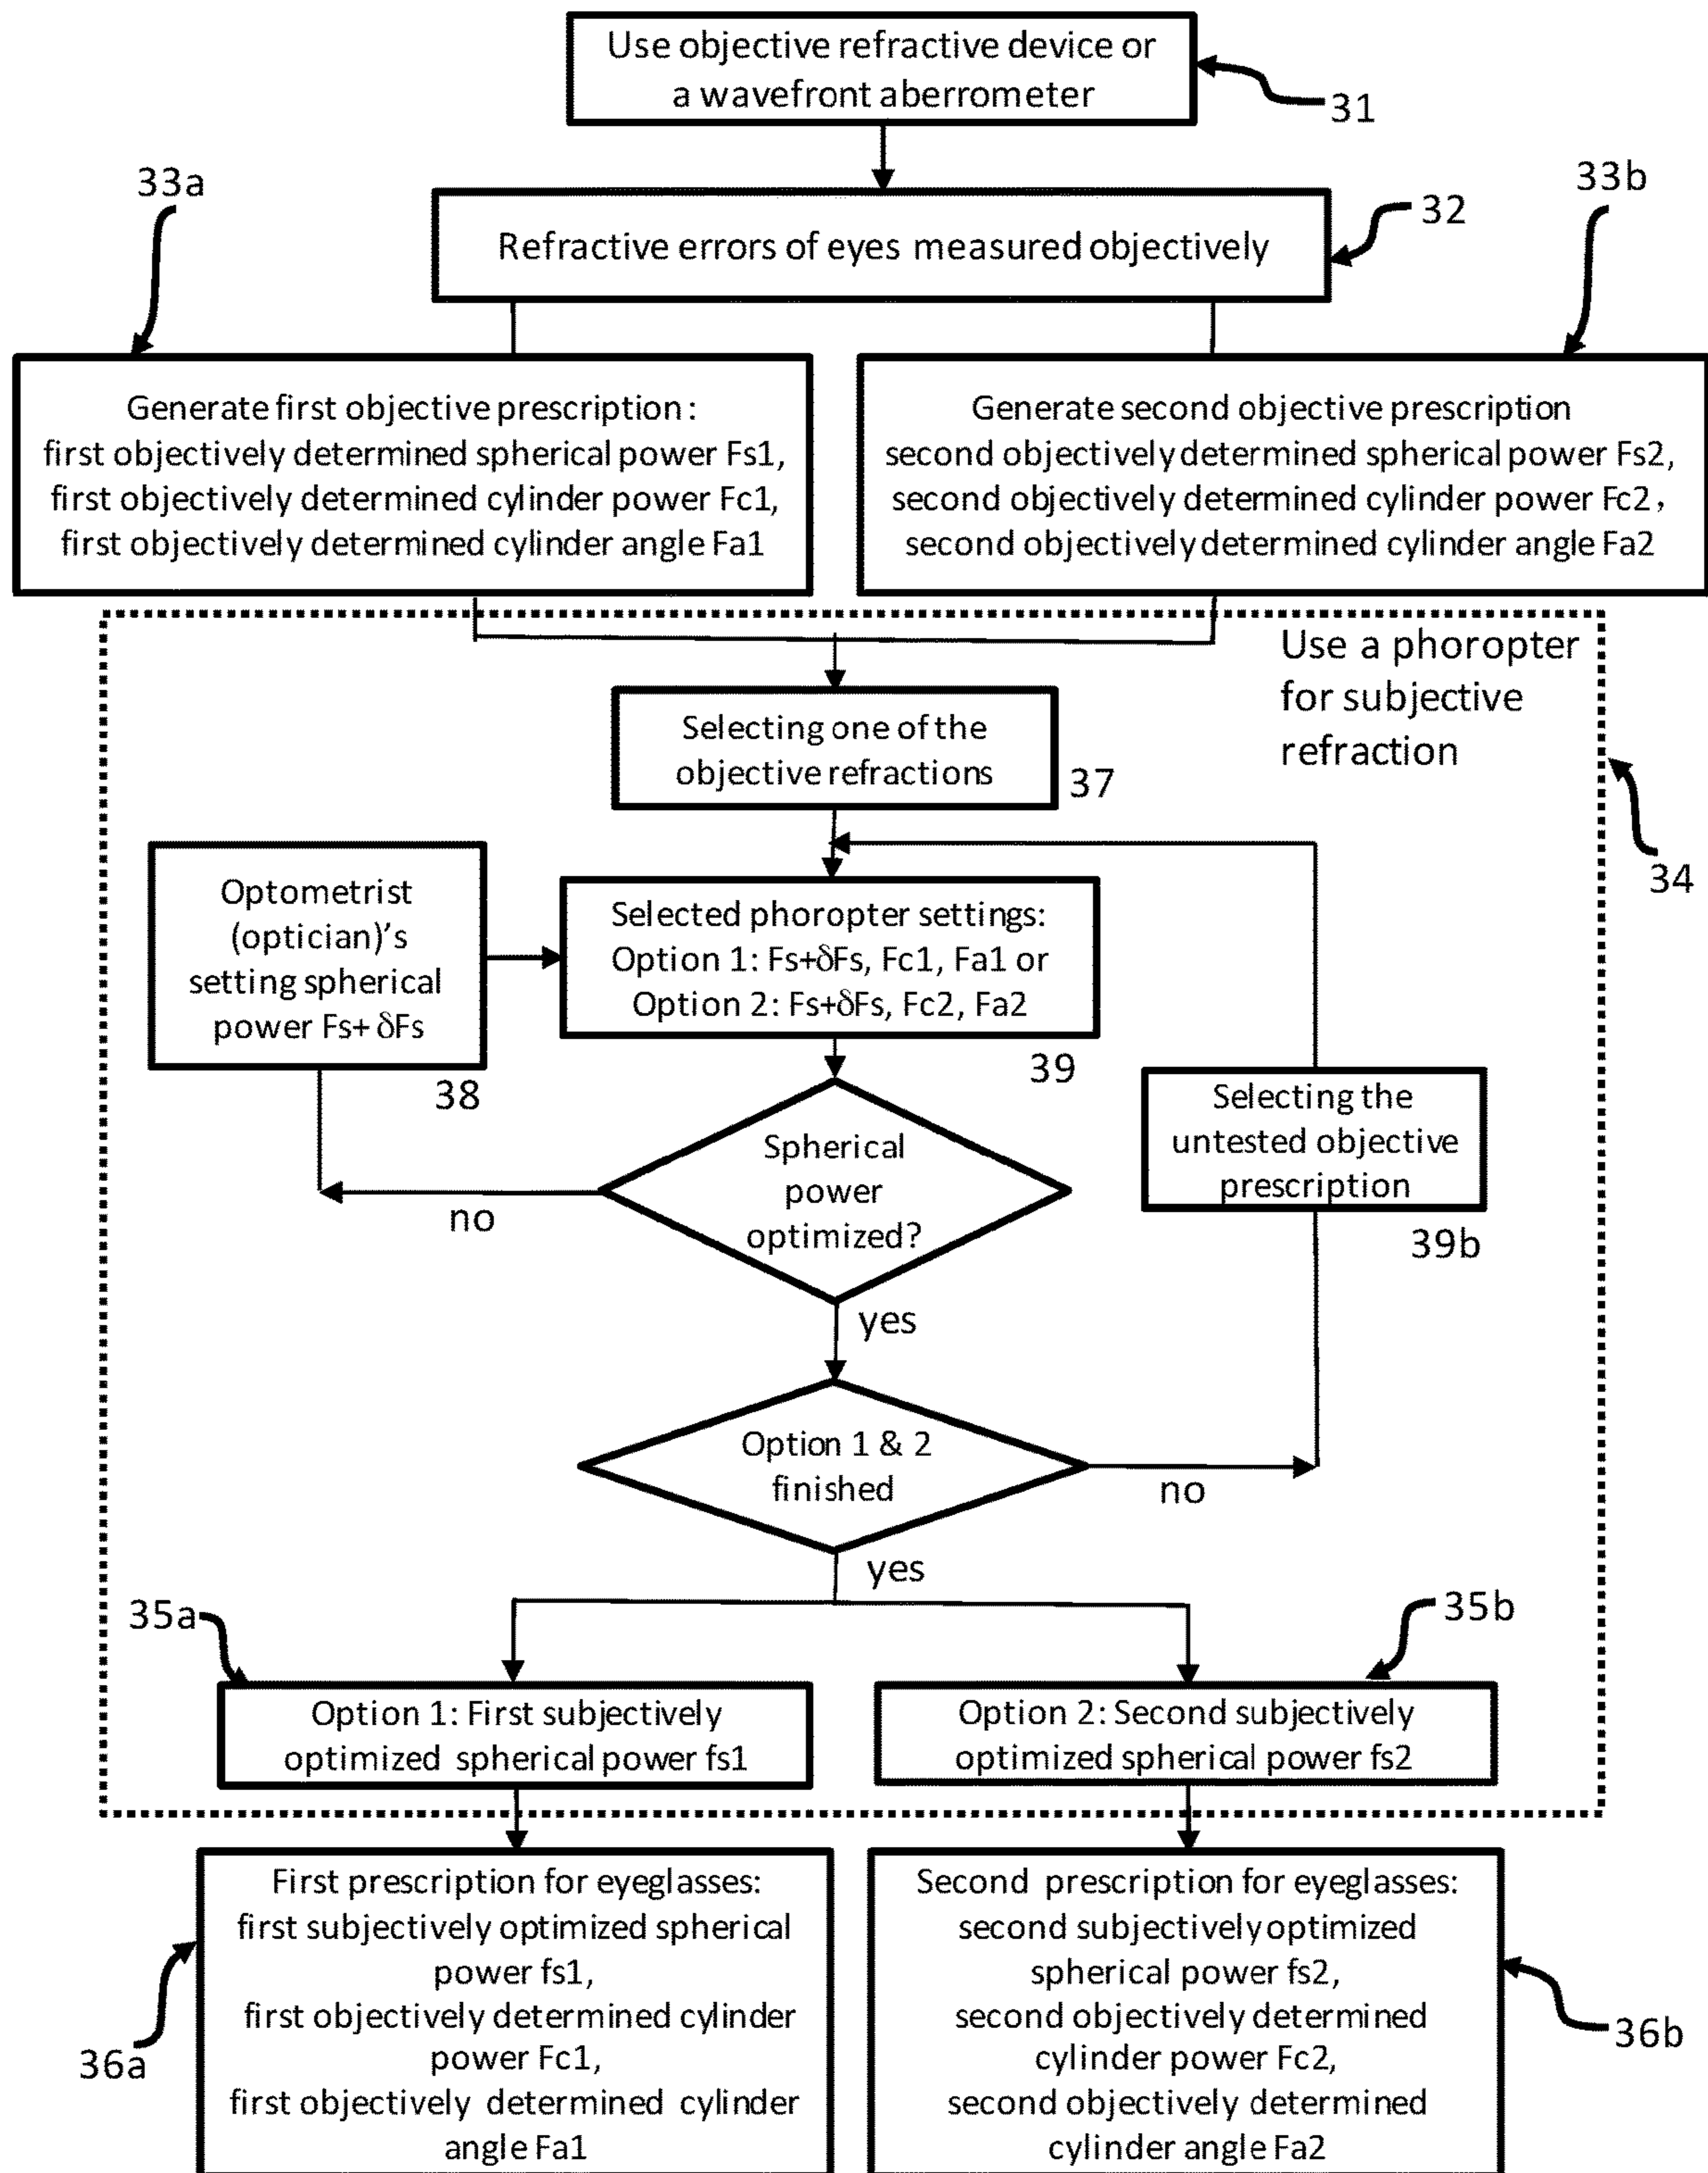 Use objective refractive device or
a wavefront aberrometer
31
33a
33b
32
Refractive errors of eyes measured objectively
Generate first objective prescription:
first objectively determined spherical power Fs1,
first objectively determined cylinder power Fc1,
first objectively determined cylinder angle Fa1
Generate second objective prescription
second objectively determined spherical power Fs2,
second objectively determined cylinder power Fc2,
second objectively determined cylinder angle Fa2
Use a phoropter
for subjective
refraction
34
Selecting one of the
objective refractions
37
Optometrist
(optician)'s
setting spherical
power Fs+ δFs
38
Selected phoropter settings:
Option 1: Fs+δFs, Fc1, Fa1 or
Option 2: Fs+δFs, Fc2, Fa2
39
Selecting the
untested objective
prescription
39b
Spherical
power
optimized?
no
yes
Option 1 & 2
finished
no
yes
35a
35b
Option 1: First subjectively
optimized spherical power fs1
Option 2: Second subjectively
optimized spherical power fs2
First prescription for eyeglasses:
first subjectively optimized spherical
power fs1,
first objectively determined cylinder
power Fc1,
first objectively determined cylinder
angle Fa1
36a
Second prescription for eyeglasses:
second subjectively optimized
spherical power fs2,
second objectively determined
cylinder power Fc2,
second objectively determined
cylinder angle Fa2
36b